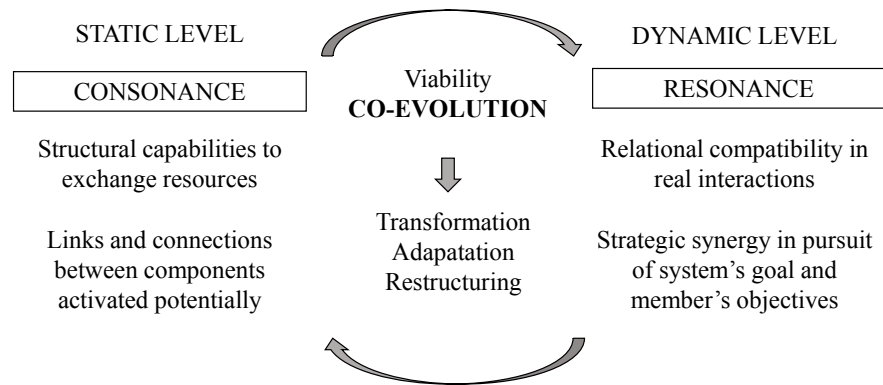 STATIC LEVEL
CONSONANCE
Structural capabilities to
exchange resources
Links and connections
between components
activated potentially
Viability
CO-EVOLUTION
Transformation
Adapatation
Restructuring
DYNAMIC LEVEL
RESONANCE
Relational compatibility in
real interactions
Strategic synergy in pursuit
of system’s goal and
member’s objectives